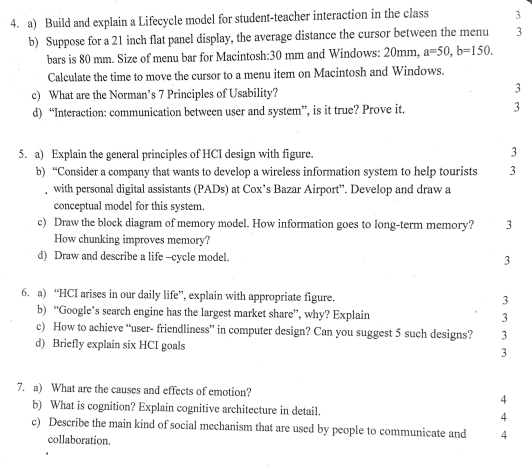 4. a) Build and explain a Lifecycle model for student-teacher interaction in the class 3
b) Suppose for a 21 inch flat panel display, the average distance the cursor between the menu 3
bars is 80 mm. Size of menu bar for Macintosh:30 mm and Windows: 20mm, a=50, b=150.
Calculate the time to move the cursor to a menu item on Macintosh and Windows.
c) What are the Norman's 7 Principles of Usability? 3
d) "Interaction: communication between user and system", is it true? Prove it. 3
5. a) Explain the general principles of HCI design with figure. 3
b) "Consider a company that wants to develop a wireless information system to help tourists 3
with personal digital assistants (PADs) at Cox's Bazar Airport". Develop and draw a
conceptual model for this system.
c) Draw the block diagram of memory model. How information goes to long-term memory? 3
How chunking improves memory?
d) Draw and describe a life –cycle model. 3
6. a) "HCI arises in our daily life", explain with appropriate figure. 3
b) "Google's search engine has the largest market share", why? Explain 3
c) How to achieve "user- friendliness" in computer design? Can you suggest 5 such designs? 3
d) Briefly explain six HCI goals 3
7. a) What are the causes and effects of emotion? 4
b) What is cognition? Explain cognitive architecture in detail. 4
c) Describe the main kind of social mechanism that are used by people to communicate and 4
collaboration.